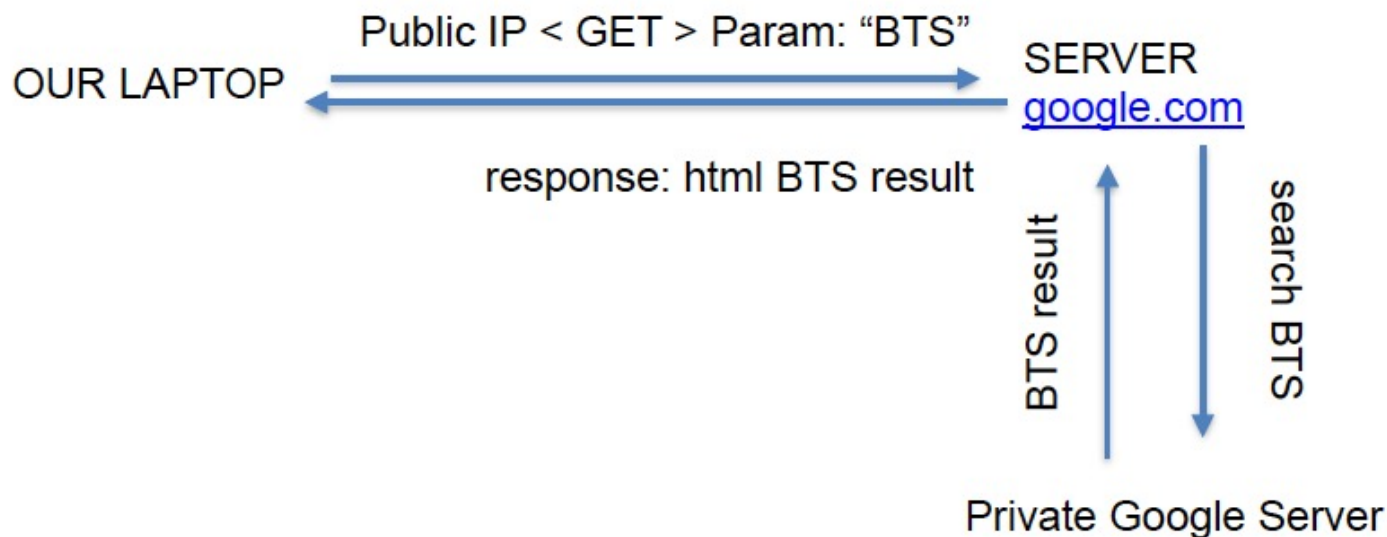 Public IP < GET > Param: “BTS”
OUR LAPTOP
SERVER
google.com
response: html BTS result
BTS result
search BTS
Private Google Server